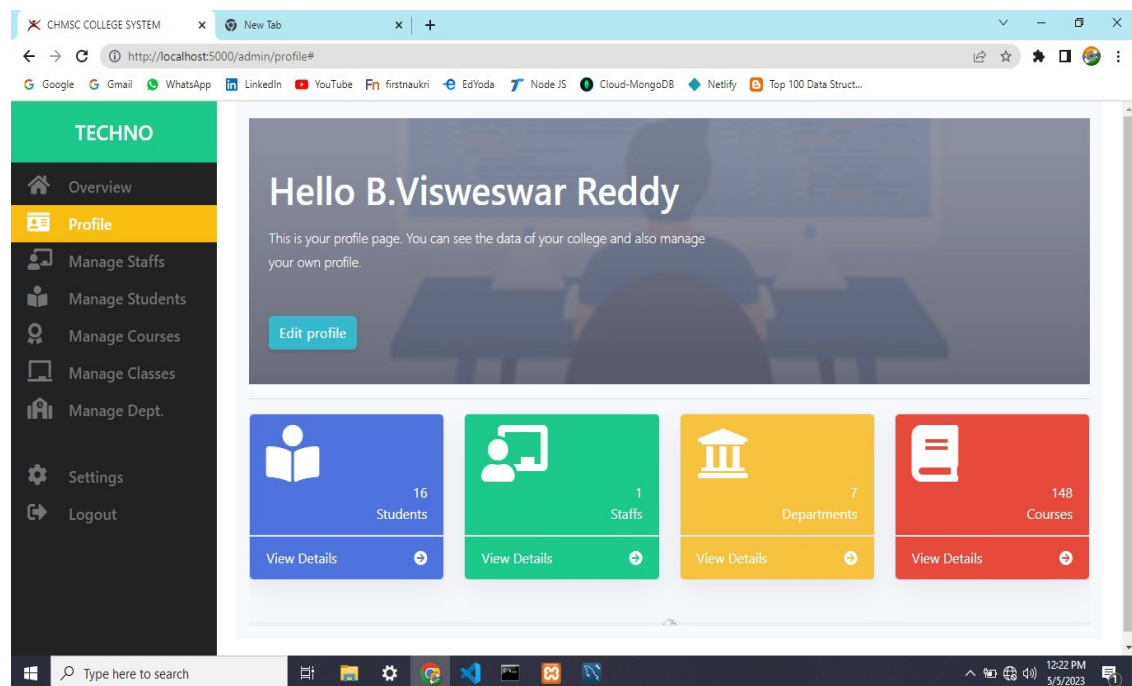 CHMSC COLLEGE SYSTEM
New Tab
http://localhost:5000/admin/profile#
Google Gmail WhatsApp LinkedIn YouTube Fn firstnaukri EdYoda Node JS Cloud-MongoDB Netlify Top 100 Data Struct...
TECHNO
Overview
Profile
Manage Staffs
Manage Students
Manage Courses
Manage Classes
Manage Dept.
Settings
Logout
Hello B.Visweswar Reddy
This is your profile page. You can see the data of your college and also manage
your own profile.
Edit profile
16
Students
View Details
1
Staffs
View Details
7
Departments
View Details
148
Courses
View Details
Type here to search
12:22 PM
5/5/2023
1